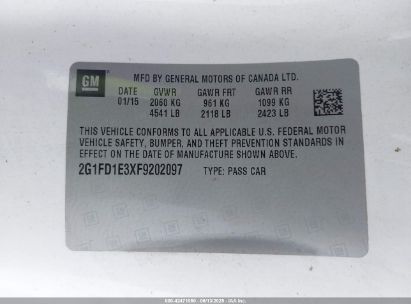 GM
MFD BY GENERAL MOTORS OF CANADA LTD.
DATE GVWR GAWR FRT GAWR RR
01/15 2060 KG 961 KG 1099 KG
4541 LB 2118 LB 2423 LB
THIS VEHICLE CONFORMS TO ALL APPLICABLE U.S. FEDERAL MOTOR
VEHICLE SAFETY, BUMPER, AND THEFT PREVENTION STANDARDS IN
EFFECT ON THE DATE OF MANUFACTURE SHOWN ABOVE.
2G1FD1E3XF9202097 TYPE: PASS CAR